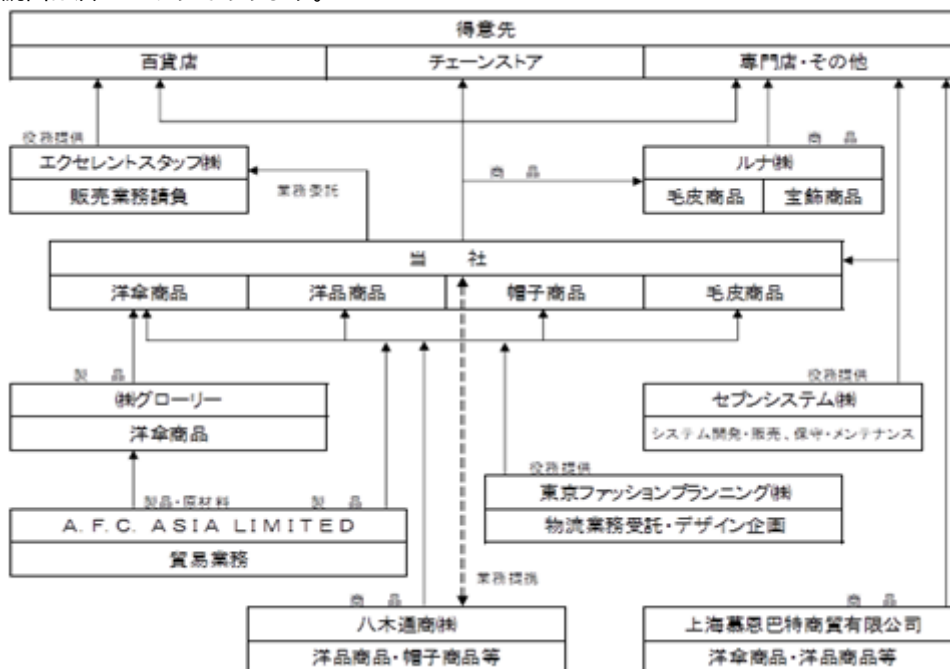 得意先
百貨店 チェーンストア 専門店・その他
役務提供 商品
エクセレントスタッフ㈱ ルナ㈱
販売業務請負 業務委託 商品 毛皮商品 宝飾商品
当社
洋傘商品 洋品商品 帽子商品 毛皮商品
製品 役務提供
㈱グローリー セブンシステム㈱
洋傘商品 システム開発・販売、保守・メンテナンス
役務提供
製品・原材料 製品 東京ファッションプランニング㈱
A.F.C. ASIA LIMITED 物流業務受託・デザイン企画
貿易業務
業務提携
商品 商品
八木通商㈱ 上海慕恩巴特商貿有限公司
洋品商品・帽子商品等 洋傘商品・洋品商品等